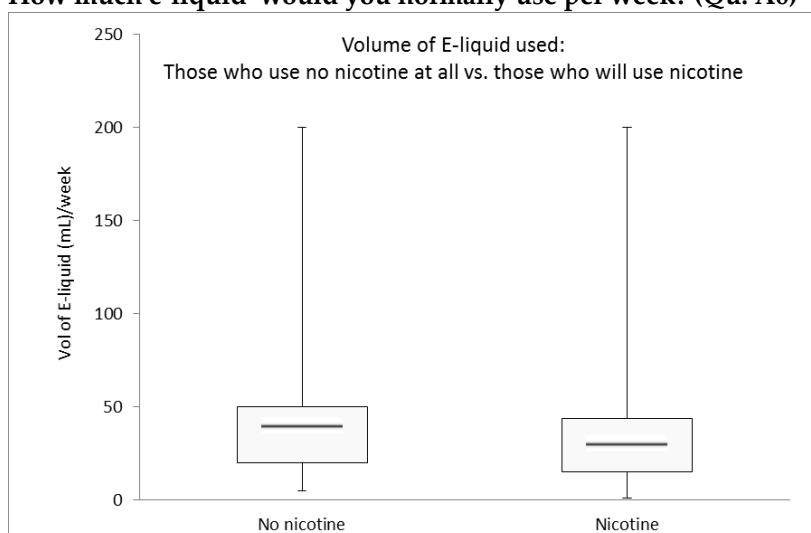 How much e-liquid would you normally use per week? (Qu. A6)
Volume of E-liquid used:
Those who use no nicotine at all vs. those who will use nicotine
Vol of E-liquid (mL)/week
250
200
150
100
50
0
No nicotine
Nicotine